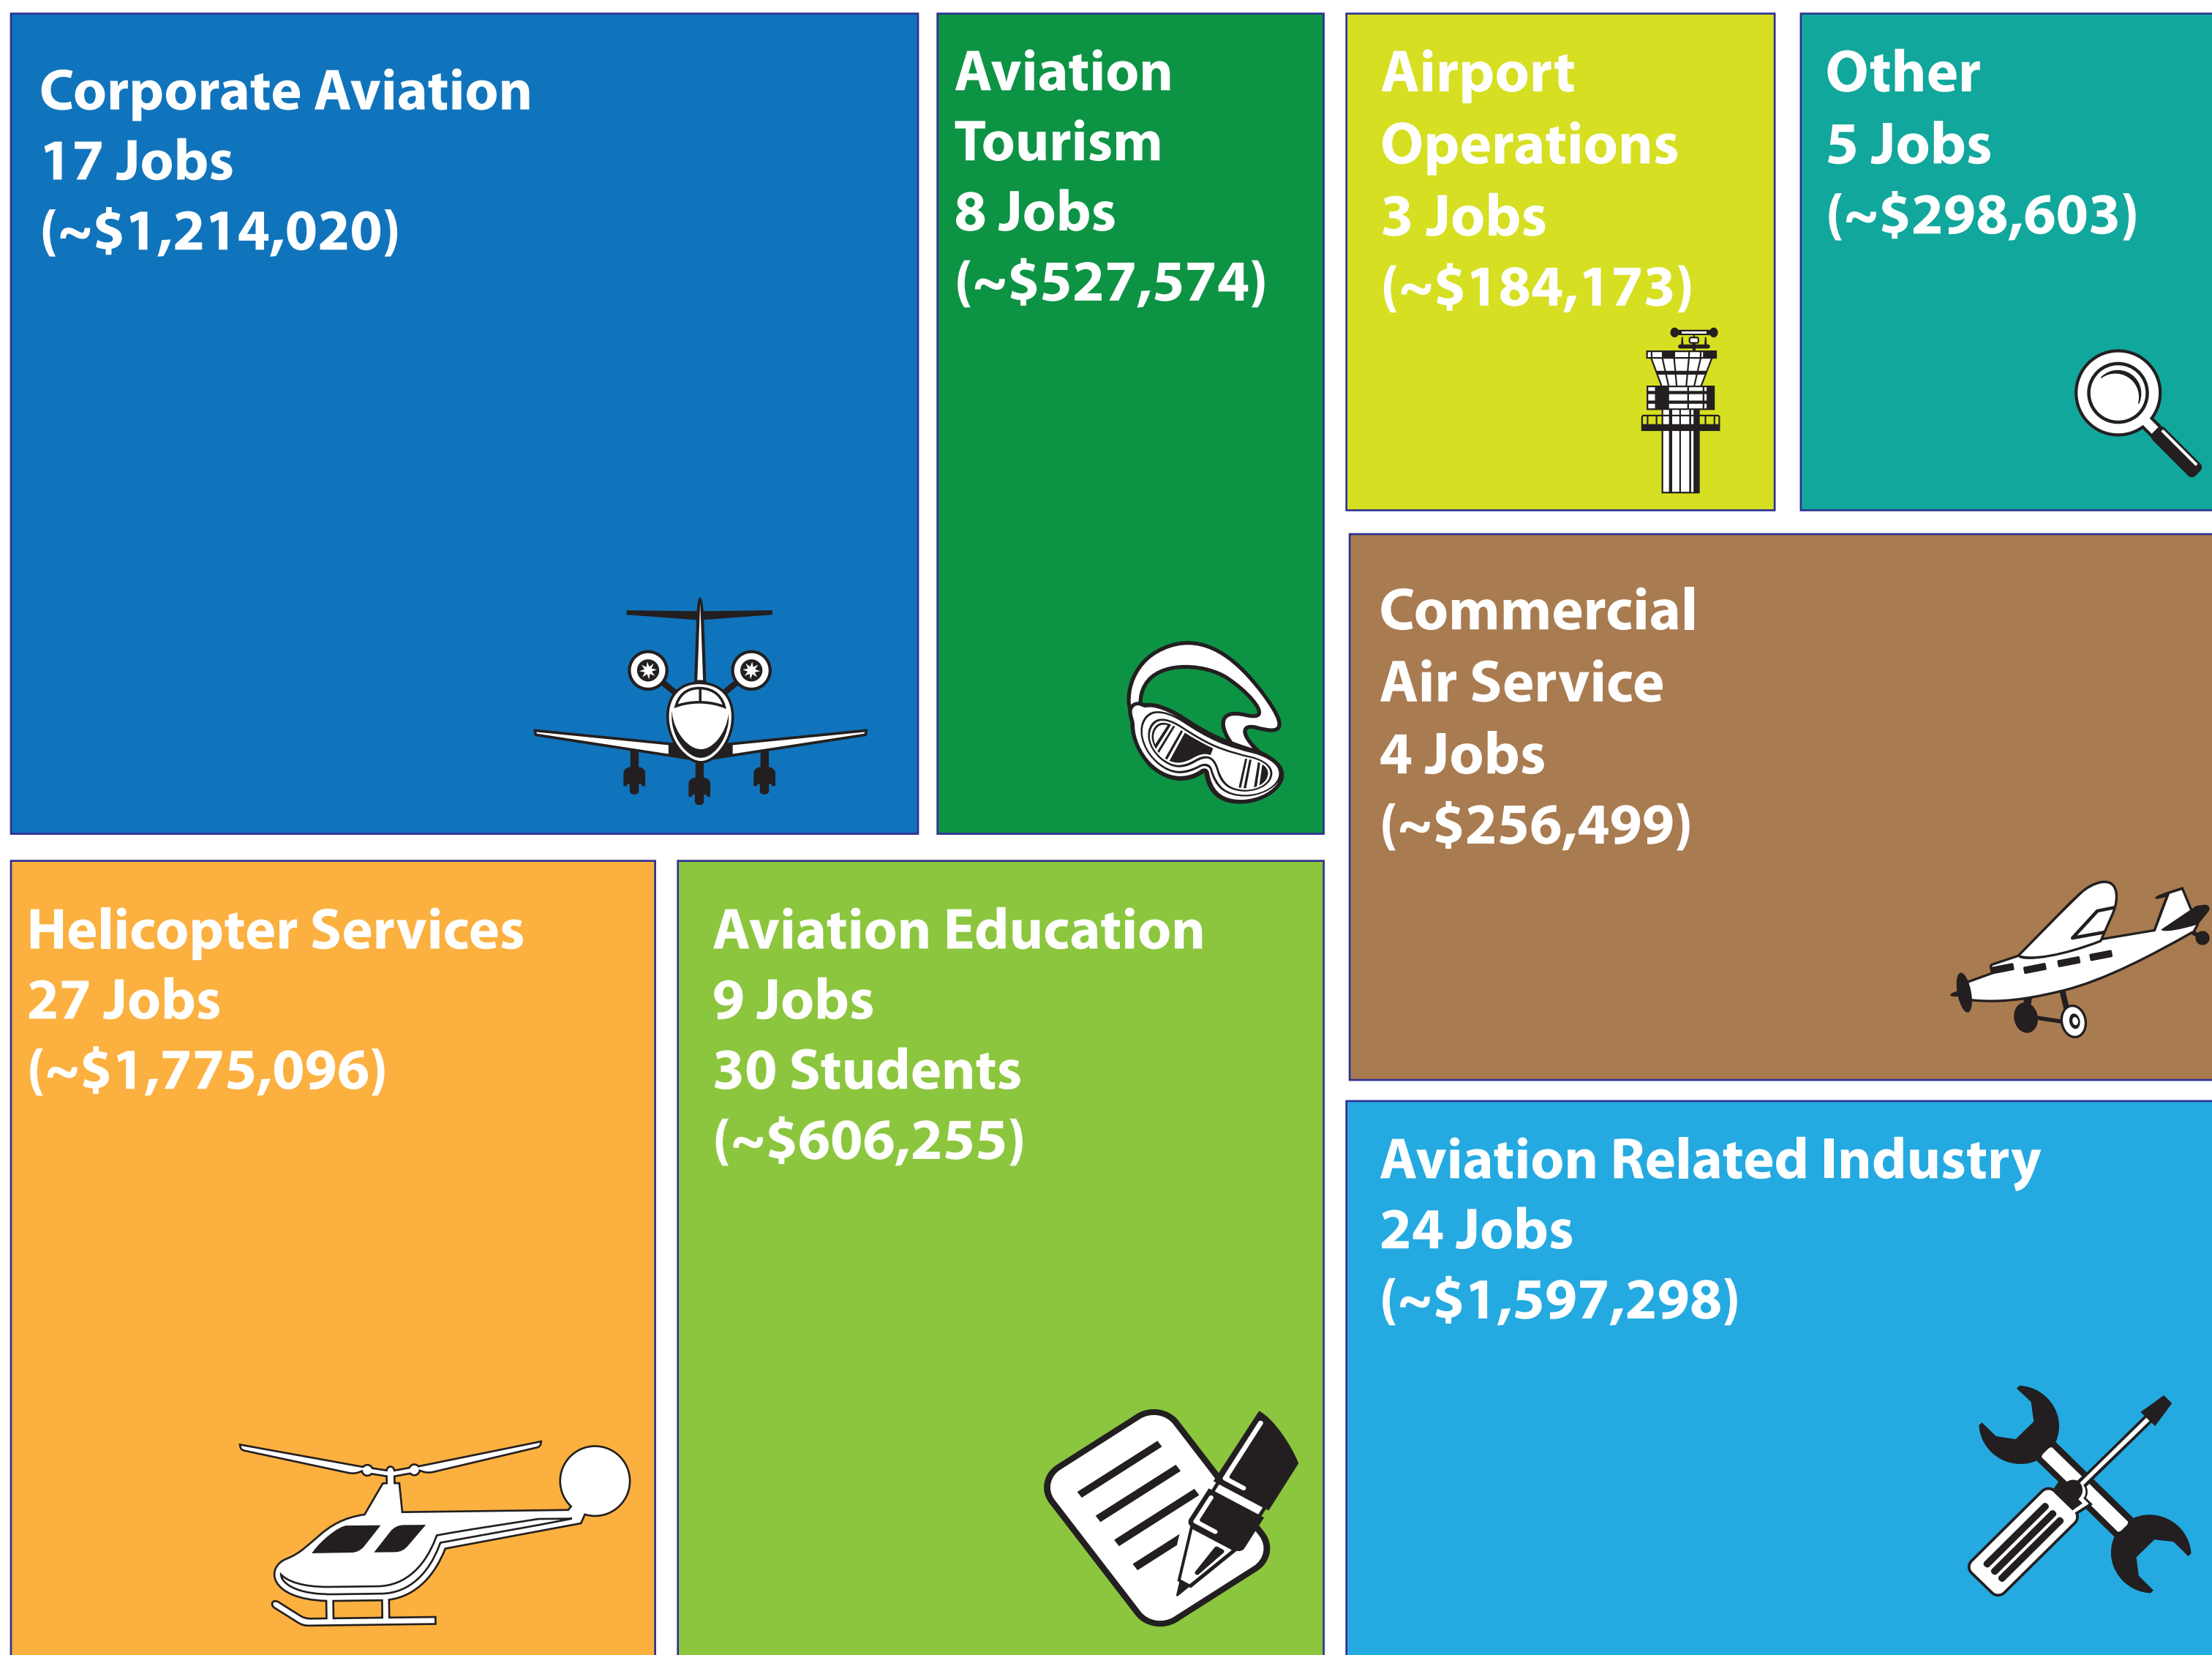 Corporate Aviation
17 Jobs
(~$1,214,020)
Aviation
Tourism
8 Jobs
(~$527,574)
Airport
Operations
3 Jobs
(~$184,173)
Other
5 Jobs
(~$298,603)
Commercial
Air Service
4 Jobs
(~$256,499)
Helicopter Services
27 Jobs
(~$1,775,096)
Aviation Education
9 Jobs
30 Students
(~$606,255)
Aviation Related Industry
24 Jobs
(~$1,597,298)